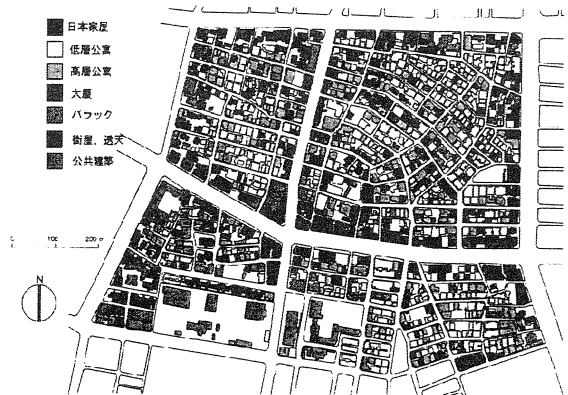 日本家屋
低層公寓
高層公寓
大廈
バラック
街屋、透天
公共建築
0 100 200 m
N